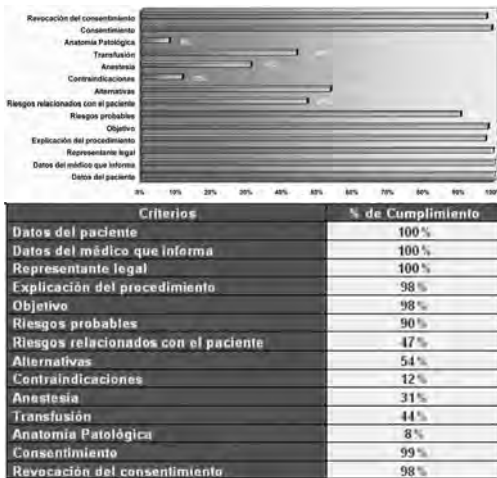 Revocación del consentimiento
Consentimiento
Anatomía Patológica
Transfusión
Anestesia
Contraindicaciones
Alternativas
Riesgos relacionados con el paciente
Riesgos probables
Objetivo
Explicación del procedimiento
Representante legal
Datos del médico que informa
Datos del paciente
0% 10% 20% 30% 40% 50% 60% 70% 80% 90% 100%
Criterios % de Cumplimiento
Datos del paciente 100%
Datos del médico que informa 100%
Representante legal 100%
Explicación del procedimiento 98%
Objetivo 98%
Riesgos probables 90%
Riesgos relacionados con el paciente 47%
Alternativas 54%
Contraindicaciones 12%
Anestesia 31%
Transfusión 44%
Anatomía Patológica 8%
Consentimiento 99%
Revocación del consentimiento 98%